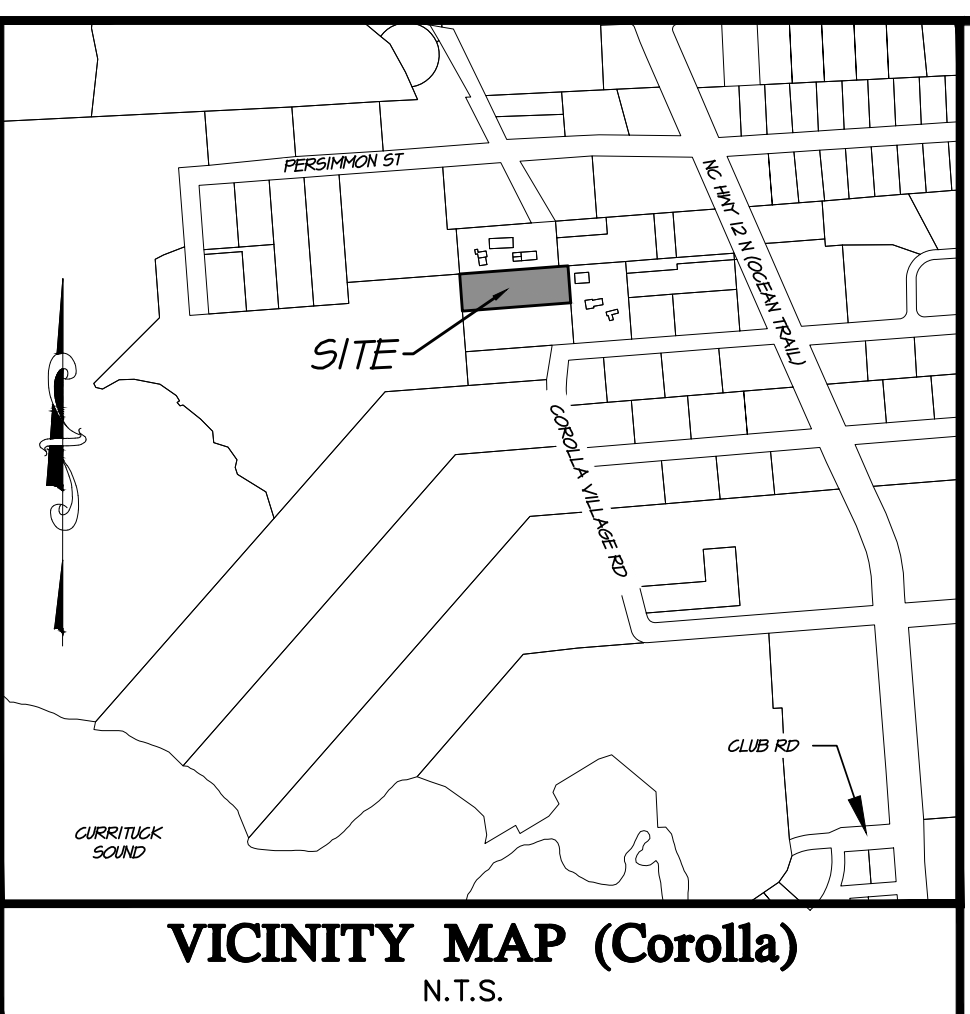 PERSIMMON ST
NC HWY 12 N (OCEAN TRAIL)
SITE
COROLLA VILLAGE RD
CLUB RD
CURRITUCK
SOUND
VICINITY MAP (Corolla)
N.T.S.